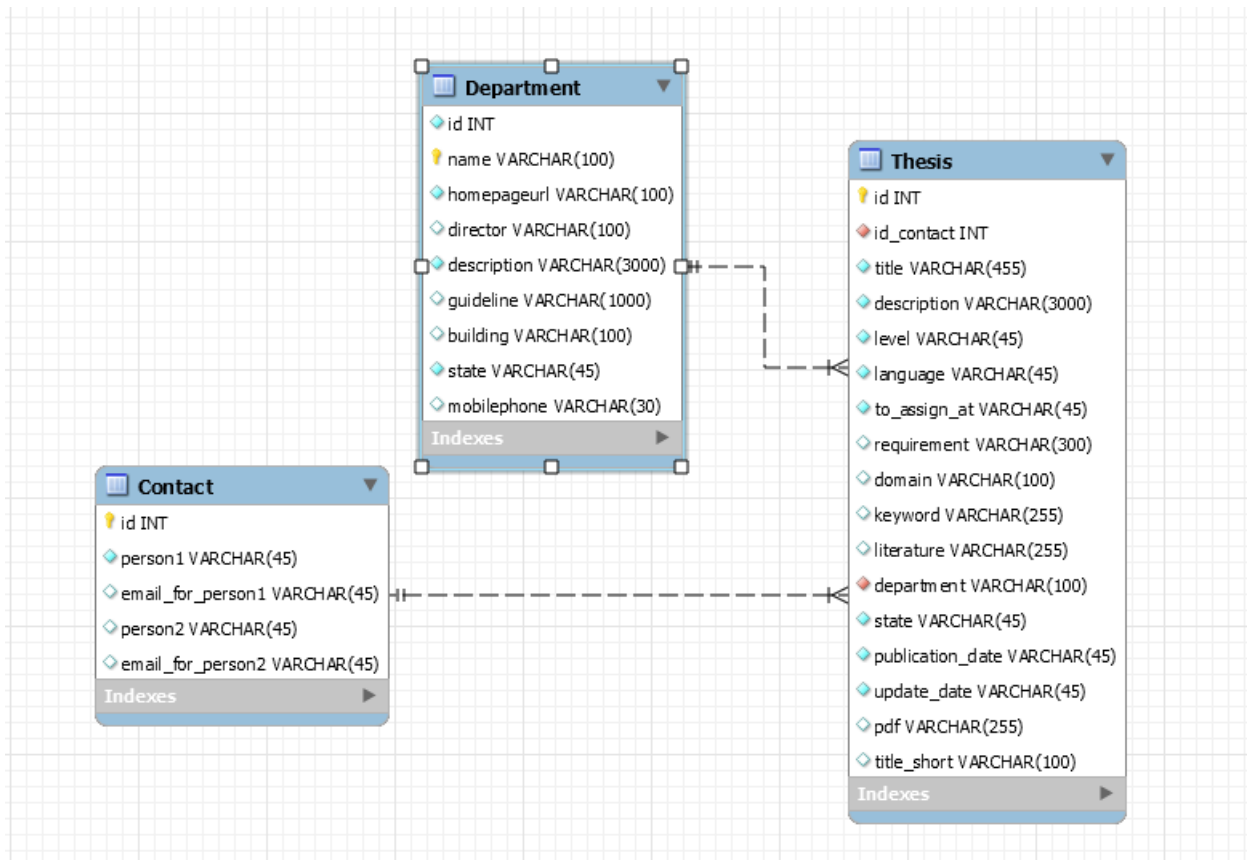 Department
id INT
name VARCHAR(100)
homepageurl VARCHAR(100)
director VARCHAR(100)
description VARCHAR(3000)
guideline VARCHAR(1000)
building VARCHAR(100)
state VARCHAR(45)
mobilephone VARCHAR(30)
Indexes
Contact
id INT
person1 VARCHAR(45)
email_for_person1 VARCHAR(45)
person2 VARCHAR(45)
email_for_person2 VARCHAR(45)
Indexes
Thesis
id INT
id_contact INT
title VARCHAR(455)
description VARCHAR(3000)
level VARCHAR(45)
language VARCHAR(45)
to_assign_at VARCHAR(45)
requirement VARCHAR(300)
domain VARCHAR(100)
keyword VARCHAR(255)
literature VARCHAR(255)
department VARCHAR(100)
state VARCHAR(45)
publication_date VARCHAR(45)
update_date VARCHAR(45)
pdf VARCHAR(255)
title_short VARCHAR(100)
Indexes